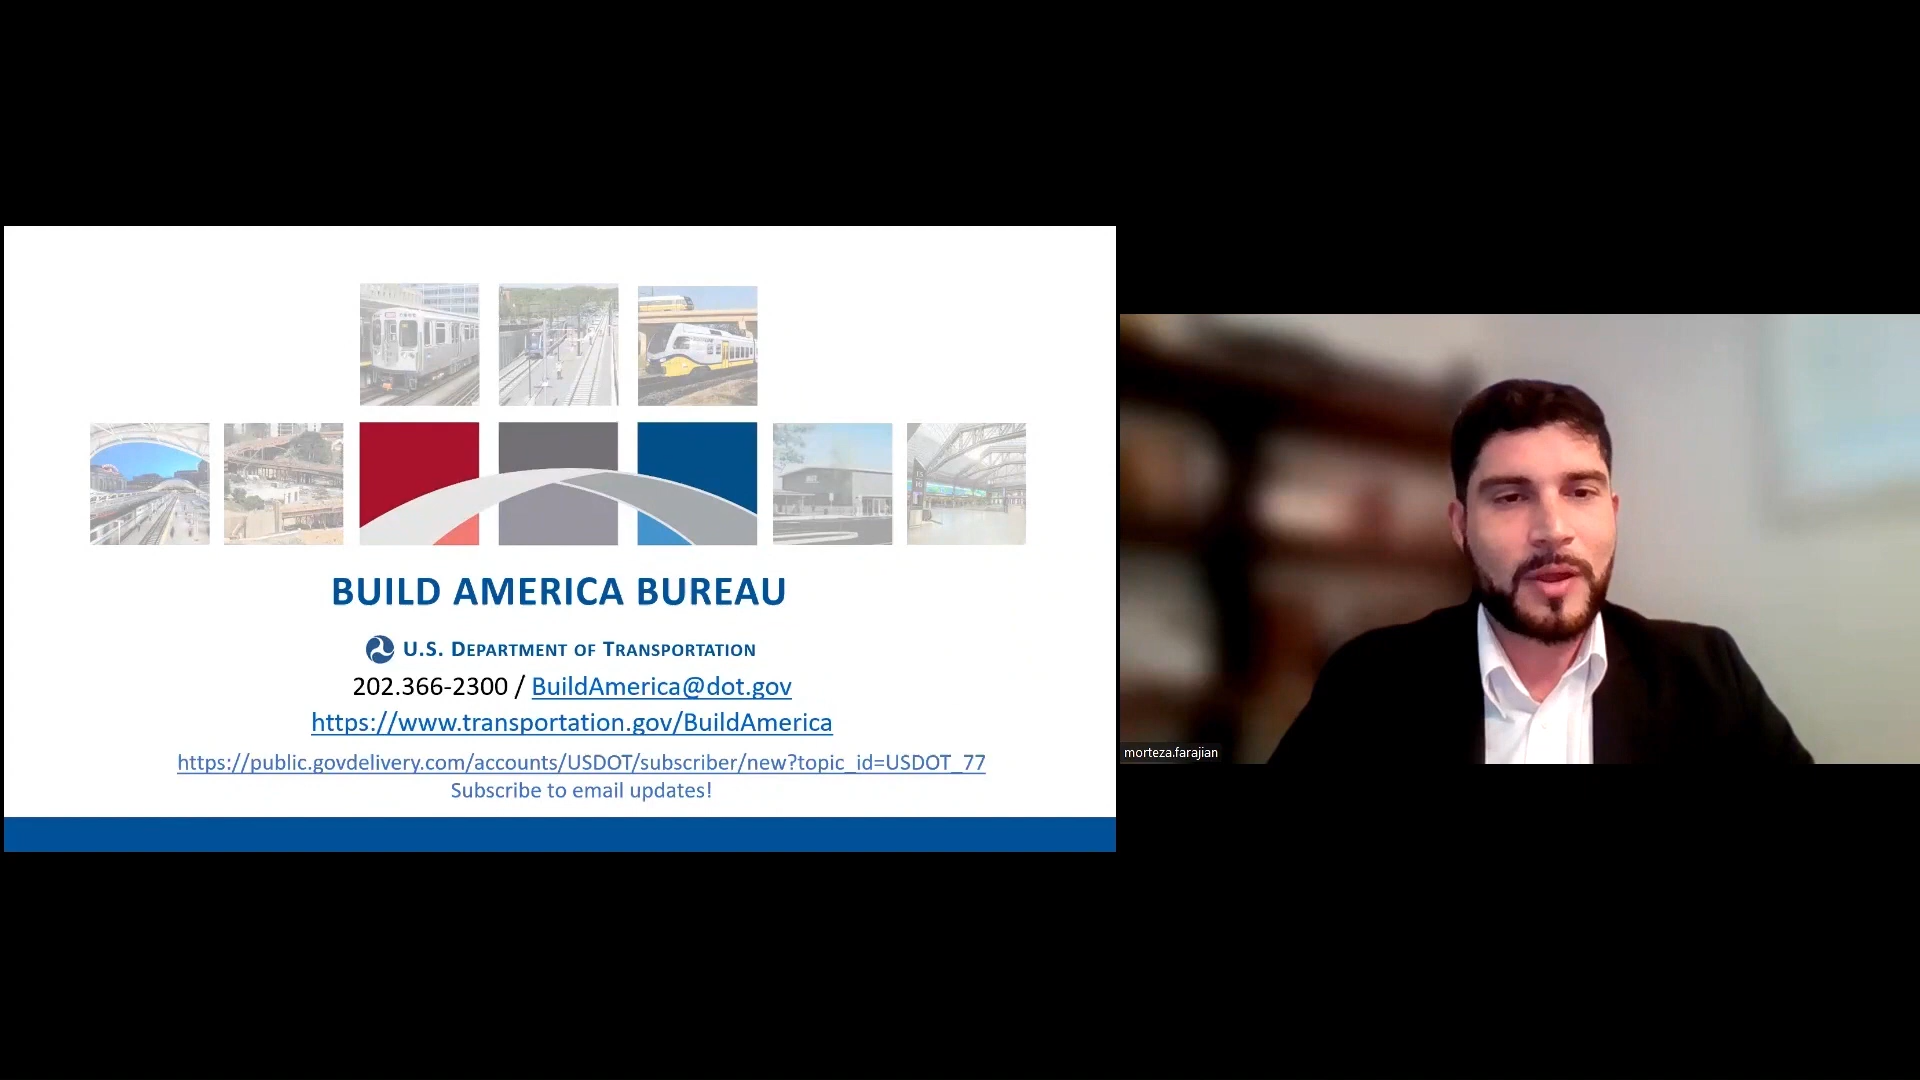 BUILD AMERICA BUREAU
U.S. DEPARTMENT OF TRANSPORTATION
202.366-2300 / BuildAmerica@dot.gov
https://www.transportation.gov/BuildAmerica
https://public.govdelivery.com/accounts/USDOT/subscriber/new?topic_id=USDOT_77
Subscribe to email updates!
morteza.farajian